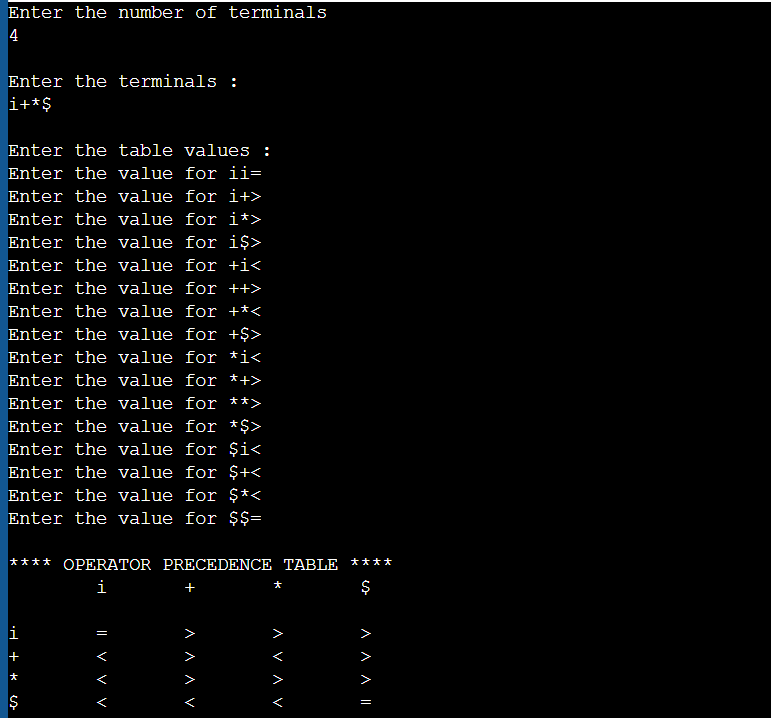 Enter the number of terminals
4
Enter the terminals :
i+*$
Enter the table values :
Enter the value for ii=
Enter the value for i+>
Enter the value for i*>
Enter the value for i$>
Enter the value for +i<
Enter the value for ++>
Enter the value for +*<
Enter the value for +$>
Enter the value for *i<
Enter the value for *+>
Enter the value for **>
Enter the value for *$>
Enter the value for $i<
Enter the value for $+<
Enter the value for $*<
Enter the value for $$=
**** OPERATOR PRECEDENCE TABLE ****
i + * $
i = > > >
+ < > < >
* < > > >
$ < < < =